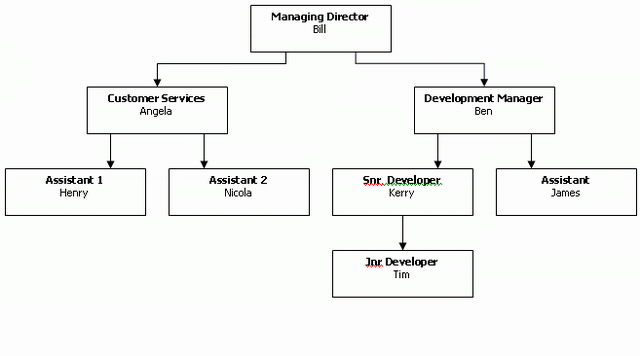 Managing Director
Bill
Customer Services
Angela
Development Manager
Ben
Assistant 1
Henry
Assistant 2
Nicola
Snr. Developer
Kerry
Assistant
James
Jnr Developer
Tim